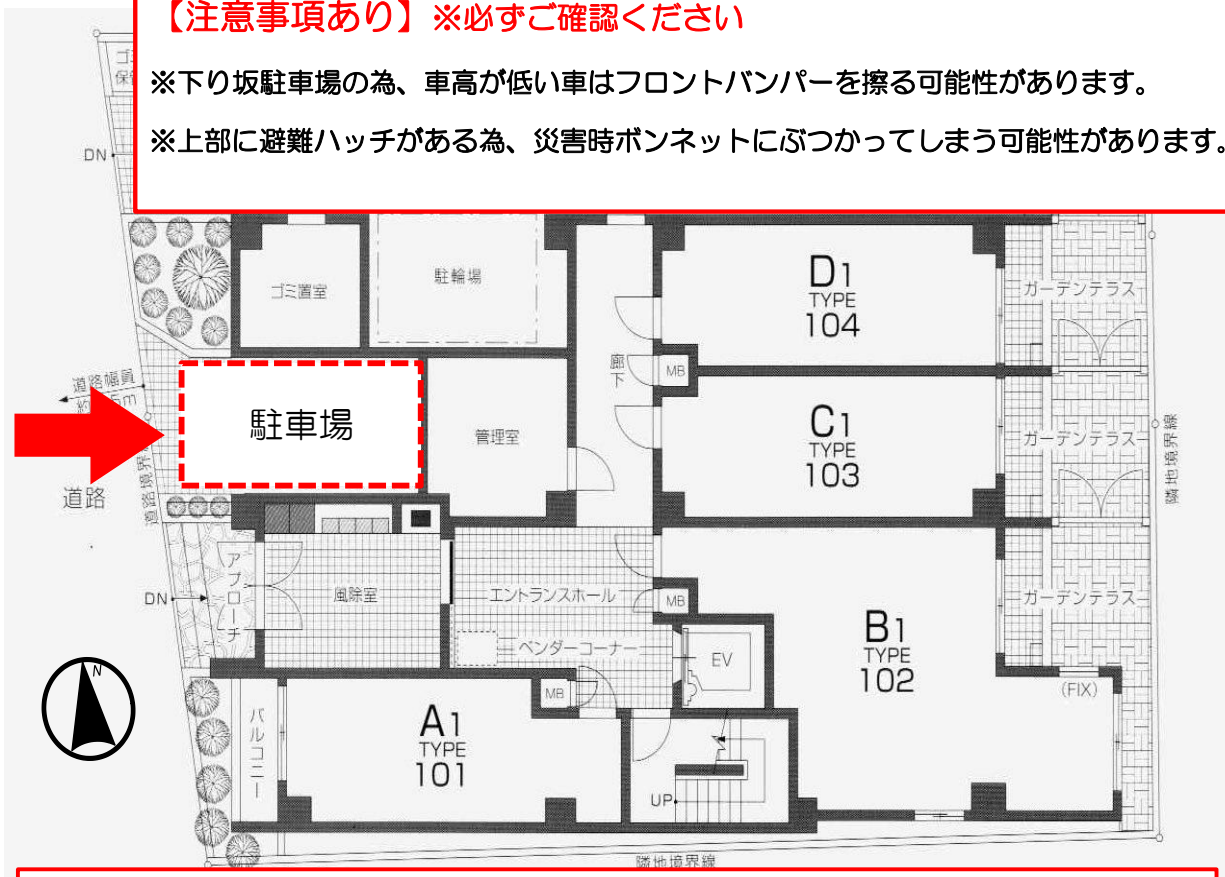 【注意事項あり】※必ずご確認ください
※下り坂駐車場の為、車高が低い車はフロントバンパーを擦る可能性があります。
※上部に避難ハッチがある為、災害時ボンネットにぶつかってしまう可能性があります。
DN
ゴミ置室
駐輪場
D1
TYPE
104
ガーデンテラス
道路幅員
廊下
MB
駐車場
管理室
C1
TYPE
103
ガーデンテラス
隣地境界線
道路
道路境界
アプローチ
DN
風除室
エントランスホール
MB
ガーデンテラス
ベンダーコーナー
EV
B1
TYPE
102
(FIX)
N
バルコニー
MB
A1
TYPE
101
UP
隣地境界線